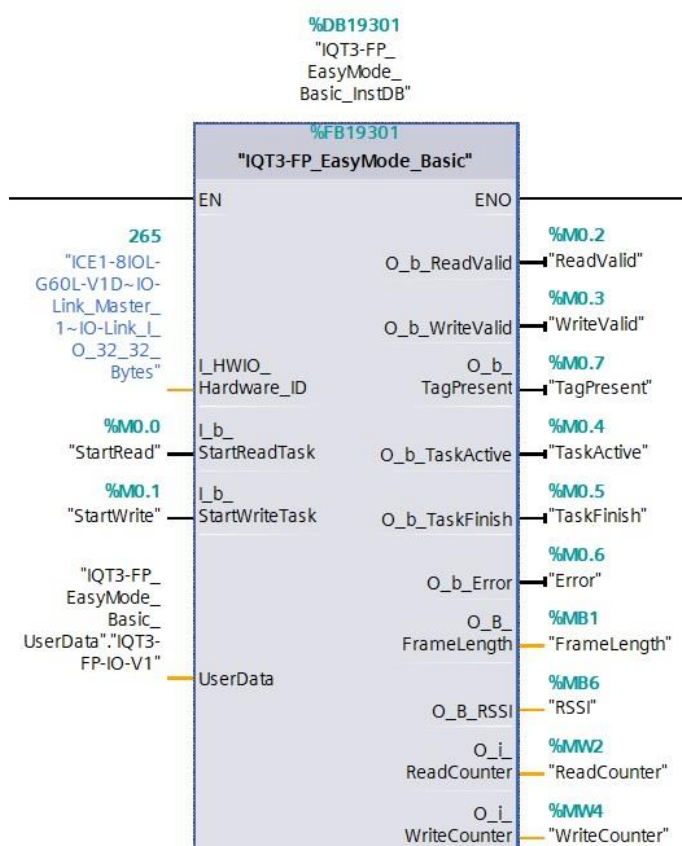 %DB19301
"IQT3-FP_
EasyMode_
Basic_InstDB"
%FB19301
"IQT3-FP_EasyMode_Basic"
EN
ENO
265
"ICE1-8IOL-
G60L-V1D~IO-
Link_Master_
1~IO-Link_I_
O_32_32_
Bytes"
I_HWIO_
Hardware_ID
%M0.0
"StartRead"
I_b_
StartReadTask
%M0.1
"StartWrite"
I_b_
StartWriteTask
"IQT3-FP_
EasyMode_
Basic_
UserData"."IQT3-
FP-IO-V1"
UserData
O_b_ReadValid
%M0.2
"ReadValid"
O_b_WriteValid
%M0.3
"WriteValid"
O_b_
TagPresent
%M0.7
"TagPresent"
O_b_TaskActive
%M0.4
"TaskActive"
O_b_TaskFinish
%M0.5
"TaskFinish"
O_b_Error
%M0.6
"Error"
O_B_
FrameLength
%MB1
"FrameLength"
O_B_RSSI
%MB6
"RSSI"
O_i_
ReadCounter
%MW2
"ReadCounter"
O_i_
WriteCounter
%MW4
"WriteCounter"